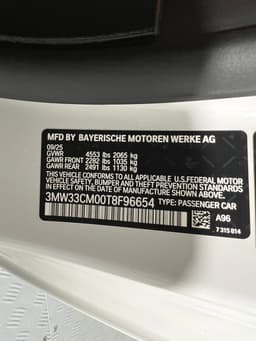 MFD BY BAYERISCHE MOTOREN WERKE AG
09/25
GVWR 4553 lbs 2065 kg
GAWR FRONT 2282 lbs 1035 kg
GAWR REAR 2491 lbs 1130 kg
THIS VEHICLE CONFORMS TO ALL APPLICABLE
U.S. FEDERAL MOTOR VEHICLE SAFETY, BUMPER
AND THEFT PREVENTION STANDARDS IN EFFECT
ON THE DATE OF MANUFACTURE SHOWN ABOVE.
3MW33CM00T8F96654 TYPE: PASSENGER CAR
A96
7 315 814